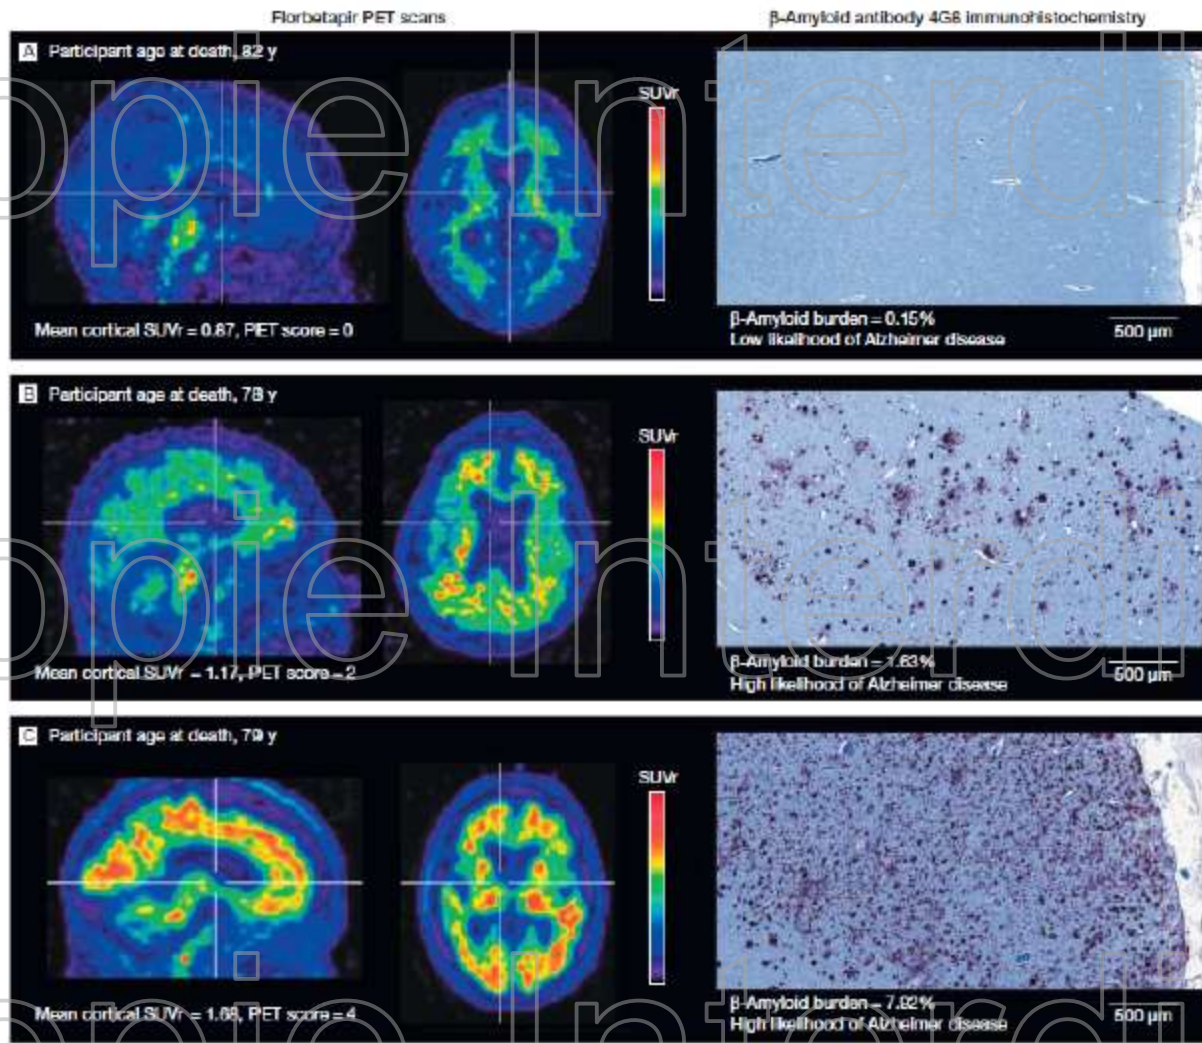 Florbetapir PET scans
β-Amyloid antibody 4G8 immunohistochemistry
A Participant age at death, 82 y
SUVr
Mean cortical SUVr = 0.87, PET score = 0
β-Amyloid burden = 0.15%
Low likelihood of Alzheimer disease
500 μm
B Participant age at death, 78 y
SUVr
Mean cortical SUVr = 1.17, PET score = 2
β-Amyloid burden = 1.63%
High likelihood of Alzheimer disease
500 μm
C Participant age at death, 79 y
SUVr
Mean cortical SUVr = 1.68, PET score = 4
β-Amyloid burden = 7.92%
High likelihood of Alzheimer disease
500 μm